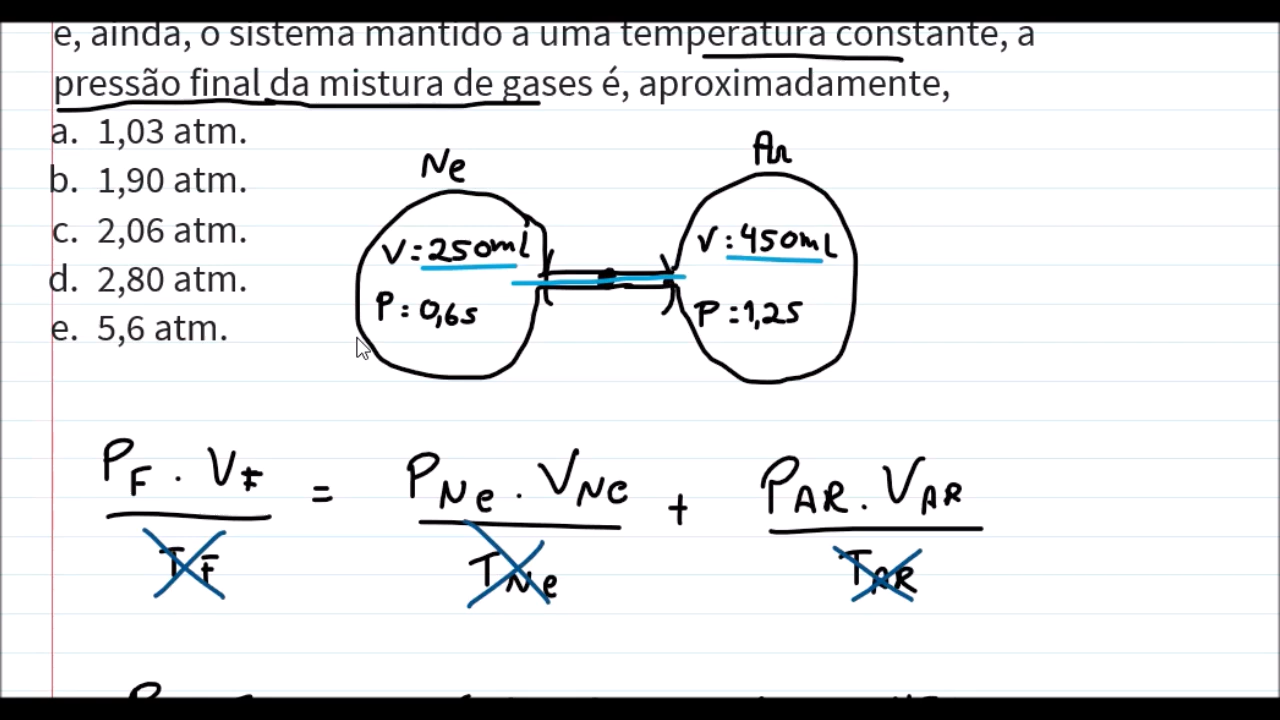 e, ainda, o sistema mantido a uma temperatura constante, a
pressão final da mistura de gases é, aproximadamente,
a. 1,03 atm.
b. 1,90 atm.
c. 2,06 atm.
d. 2,80 atm.
e. 5,6 atm.
Ne
V:250ml
P:0,65
Ar
V:450mL
P:1,25
PF . VF = PNe . VNe + PAR . VAR
TF TNe TAR